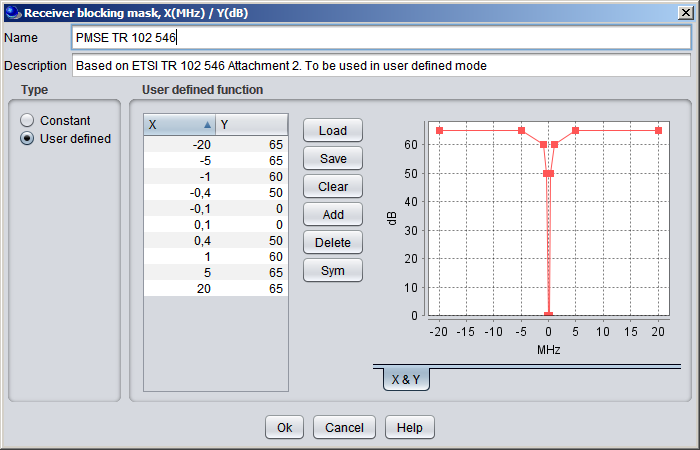 Receiver blocking mask, X(MHz) / Y(dB)
Name PMSE TR 102 546
Description Based on ETSI TR 102 546 Attachment 2. To be used in user defined mode
Type
Constant
User defined
User defined function
X Y
-20 65
-5 65
-1 60
-0,4 50
-0,1 0
0,1 0
0,4 50
1 60
5 65
20 65
Load
Save
Clear
Add
Delete
Sym
60
50
40
30
20
10
0
dB
-20 -15 -10 -5 0 5 10 15 20
MHz
X & Y
Ok Cancel Help